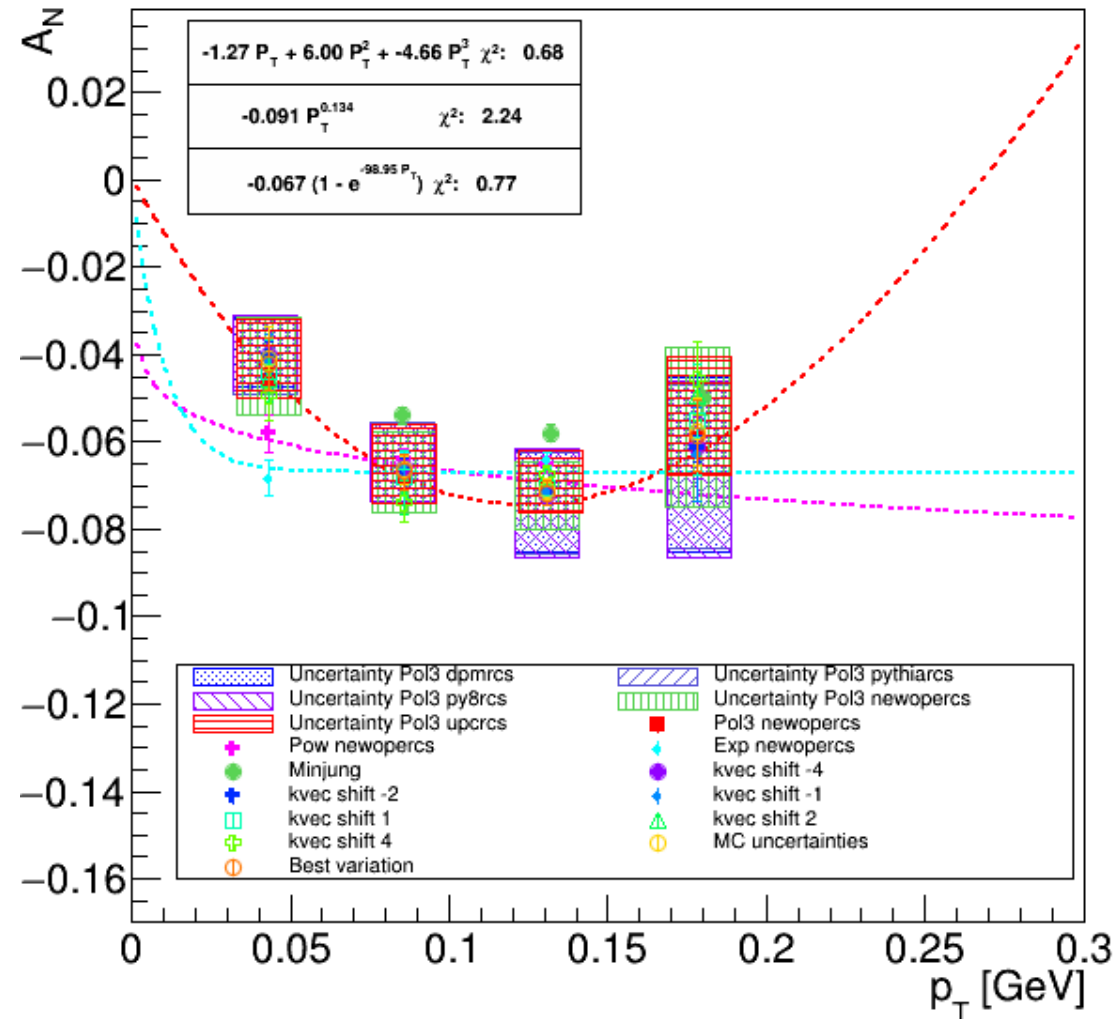 A_N
-1.27 P_T + 6.00 P_T^2 + -4.66 P_T^3 χ²: 0.68
-0.091 P_T^0.134 χ²: 2.24
-0.067 (1 - e^-98.95 P_T) χ²: 0.77
0.02
0
−0.02
−0.04
−0.06
−0.08
−0.1
−0.12
−0.14
−0.16
Uncertainty Pol3 dpmrcs Uncertainty Pol3 pythiarcs
Uncertainty Pol3 py8rcs Uncertainty Pol3 newopercs
Uncertainty Pol3 upcrcs Pol3 newopercs
Pow newopercs Exp newopercs
Minjung kvec shift -4
kvec shift -2 kvec shift -1
kvec shift 1 kvec shift 2
kvec shift 4 MC uncertainties
Best variation
0 0.05 0.1 0.15 0.2 0.25 0.3
p_T [GeV]